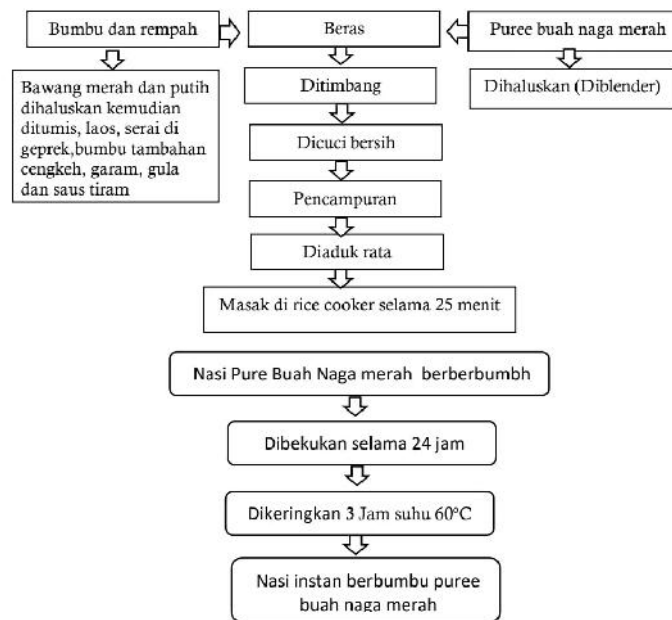 Bumbu dan rempah
Beras
Puree buah naga merah
Bawang merah dan putih
dihaluskan kemudian
ditumis, laos, serai di
geprek,bumbu tambahan
cengkeh, garam, gula
dan saus tiram
Ditimbang
Dihaluskan (Diblender)
Dicuci bersih
Pencampuran
Diaduk rata
Masak di rice cooker selama 25 menit
Nasi Pure Buah Naga merah berberbumbh
Dibekukan selama 24 jam
Dikeringkan 3 Jam suhu 60°C
Nasi instan berbumbu puree
buah naga merah